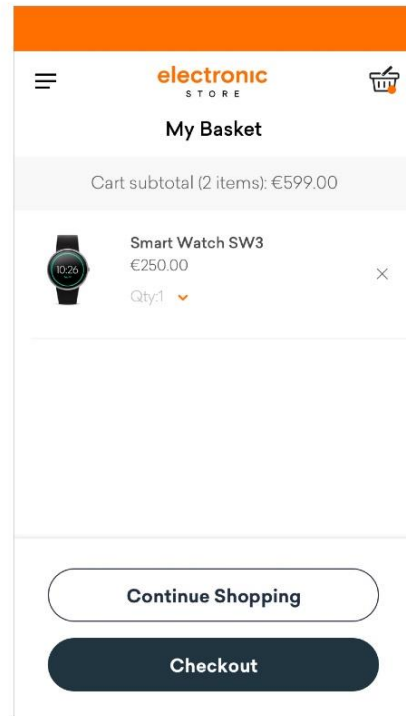 electronic
STORE
My Basket
Cart subtotal (2 items): €599.00
Smart Watch SW3
€250.00
Qty:1
10:26
Continue Shopping
Checkout